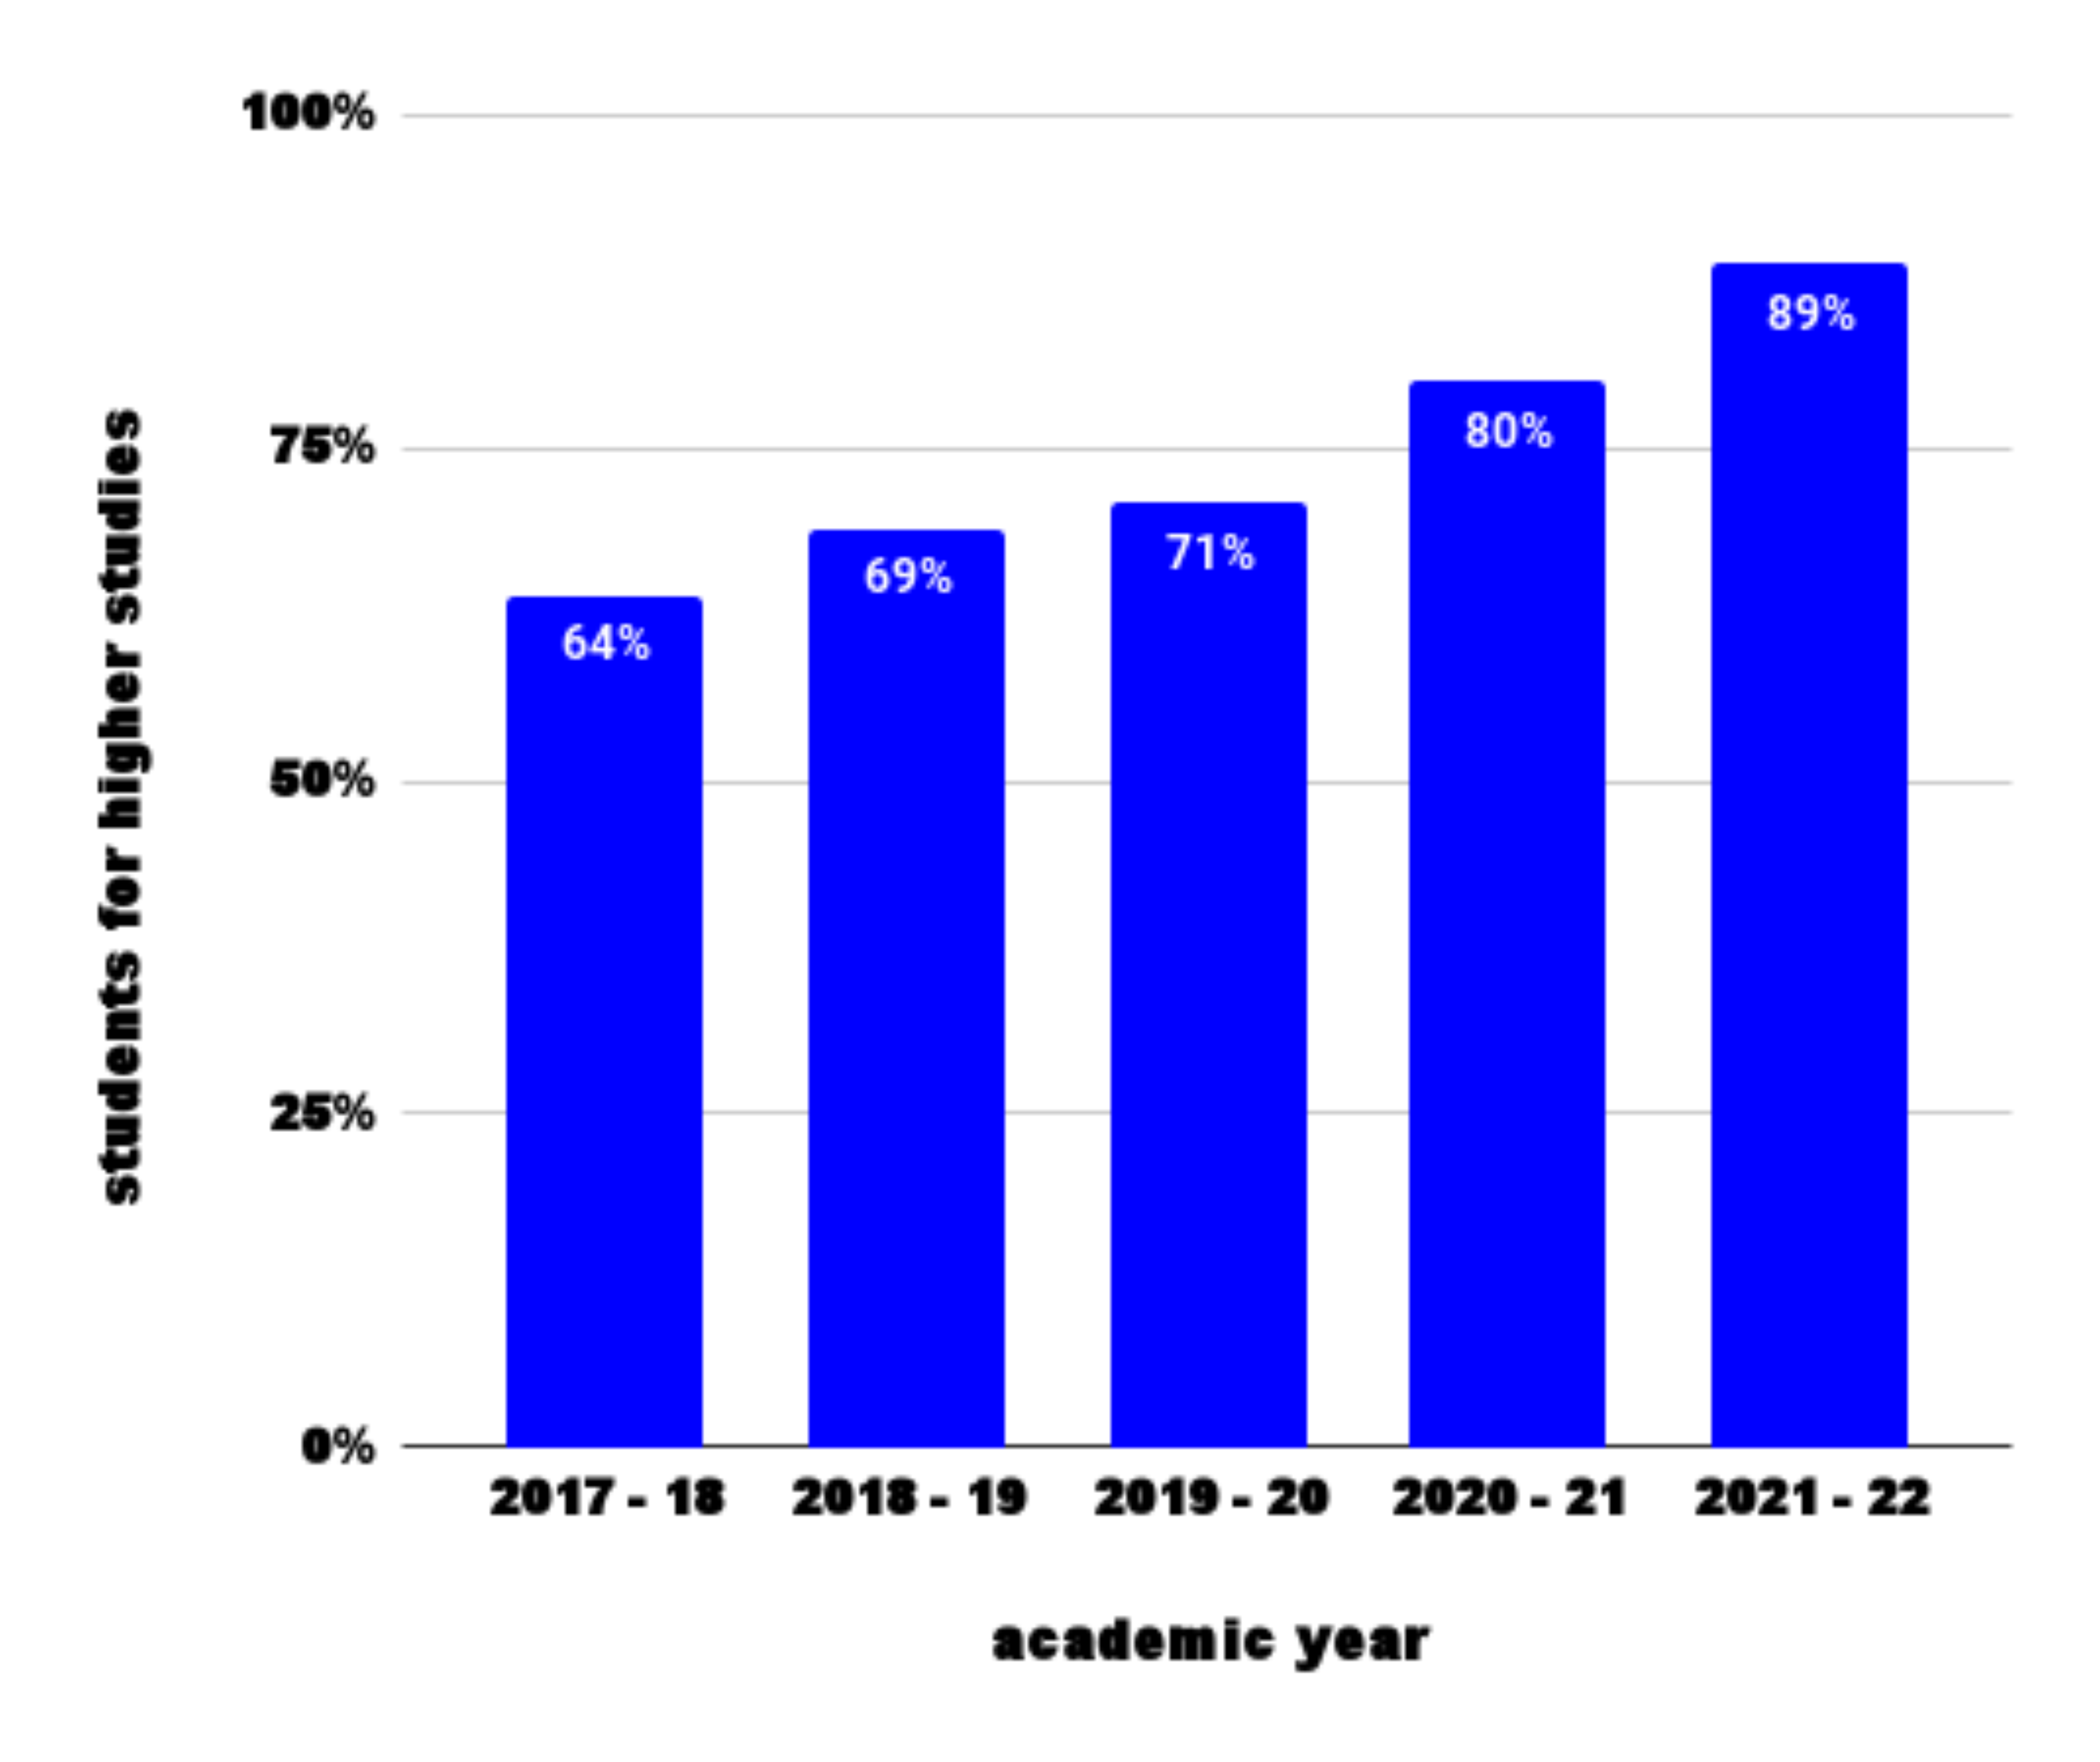 100%
75%
50%
25%
0%
students for higher studies
64%
69%
71%
80%
89%
2017 - 18
2018 - 19
2019 - 20
2020 - 21
2021 - 22
academic year